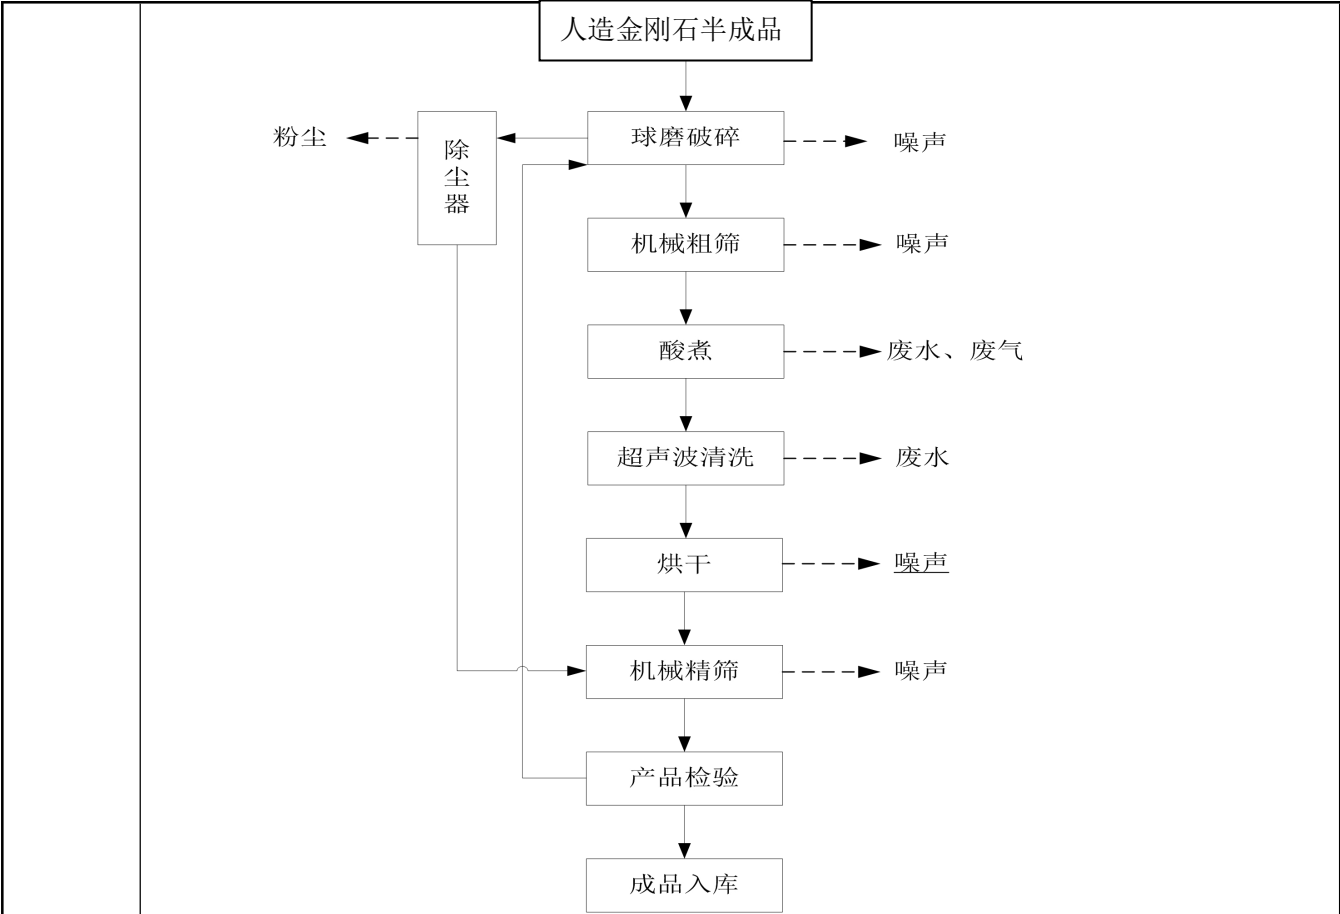 人造金刚石半成品
粉尘
除尘器
球磨破碎
噪声
机械粗筛
噪声
酸煮
废水、废气
超声波清洗
废水
烘干
噪声
机械精筛
噪声
产品检验
成品入库